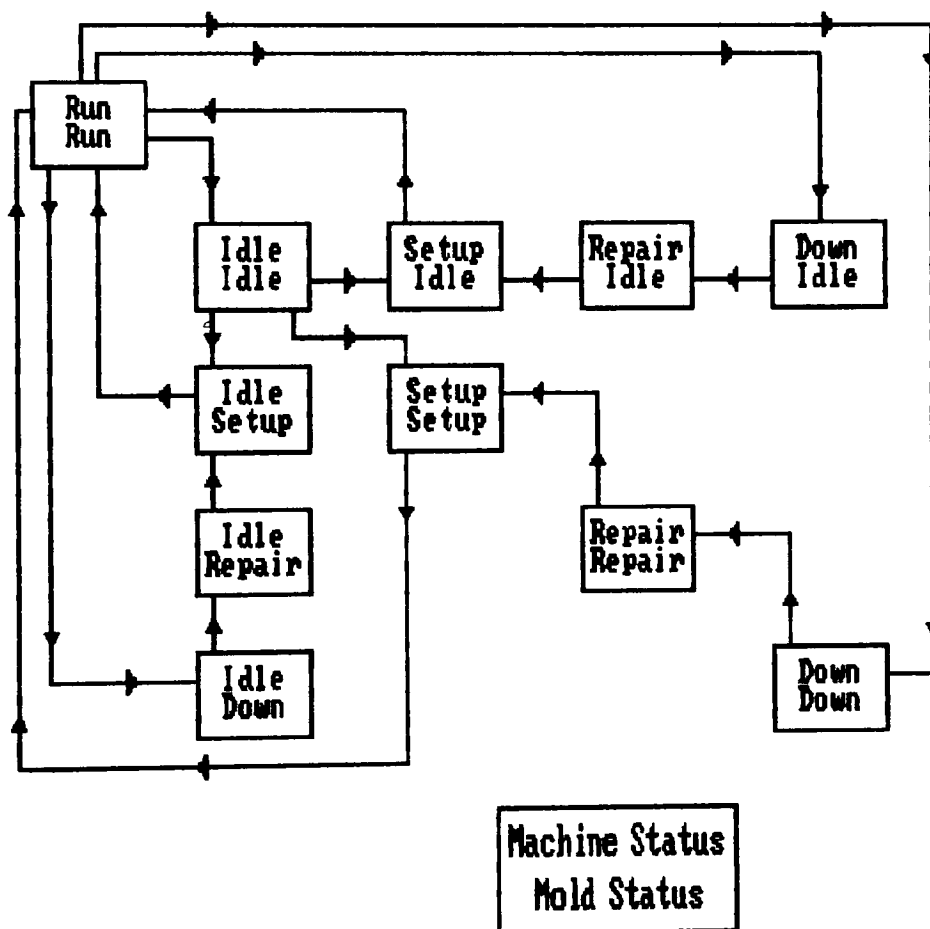 Run
Run
Idle
Idle
Setup
Idle
Repair
Idle
Down
Idle
Idle
Setup
Setup
Setup
Idle
Repair
Repair
Repair
Idle
Down
Down
Down
Machine Status
Mold Status